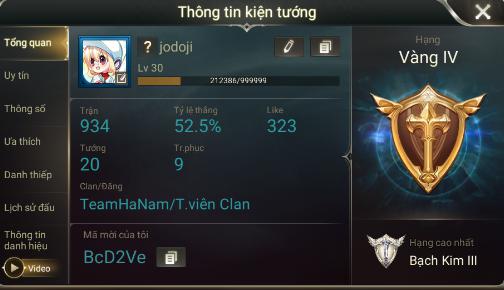 Thông tin kiện tướng
Tổng quan
Uy tín
Thông số
Ưa thích
Danh thiếp
Lịch sử đấu
Thông tin
danh hiệu
Video
? jodoji
Lv 30
212386/999999
Trận
934
Tỷ lệ thắng
52.5%
Like
323
Tướng
20
Tr.phục
9
Clan/Đảng
TeamHaNam/T.viên Clan
Mã mời của tôi
BcD2Ve
Hạng
Vàng IV
Hạng cao nhất
Bạch Kim III